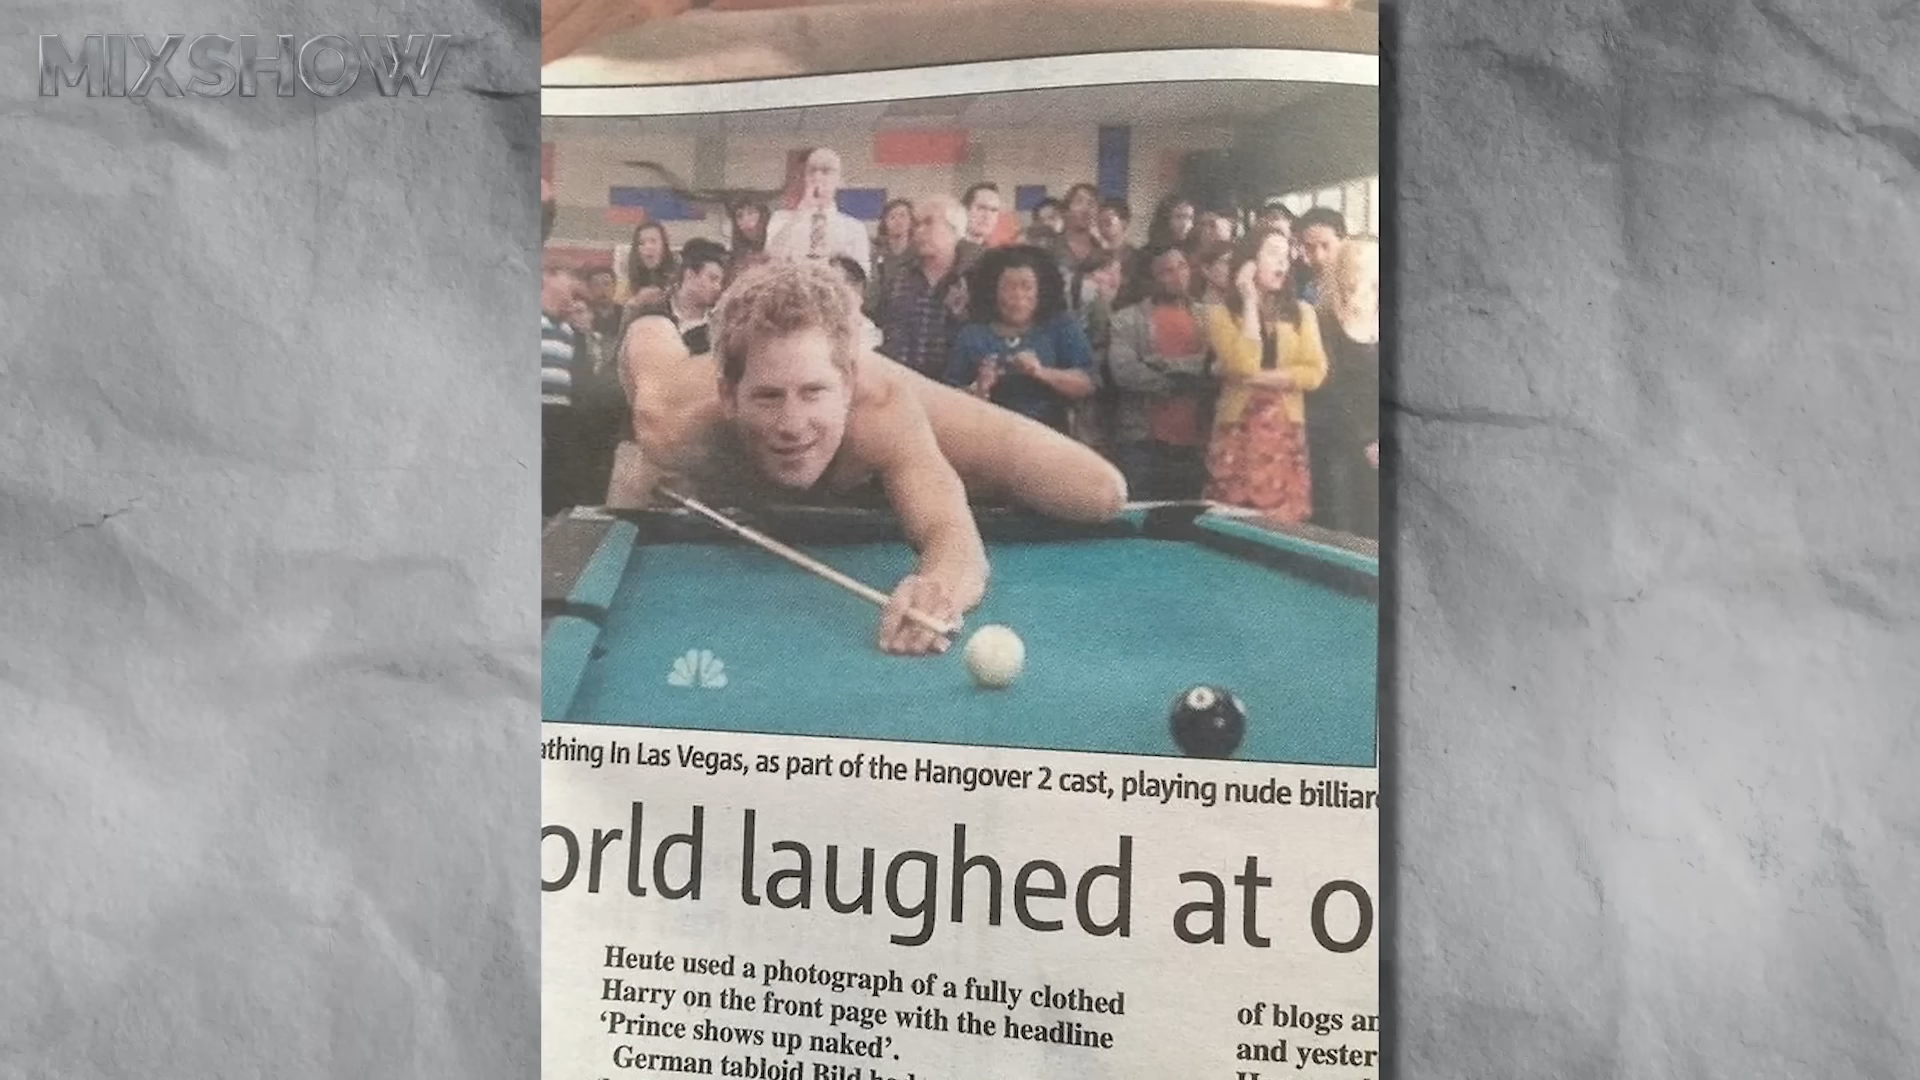 MIXSHOW
athing In Las Vegas, as part of the Hangover 2 cast, playing nude billiar
orld laughed at o
Heute used a photograph of a fully clothed
Harry on the front page with the headline
‘Prince shows up naked’.
German tabloid Bild
of blogs an
and yester